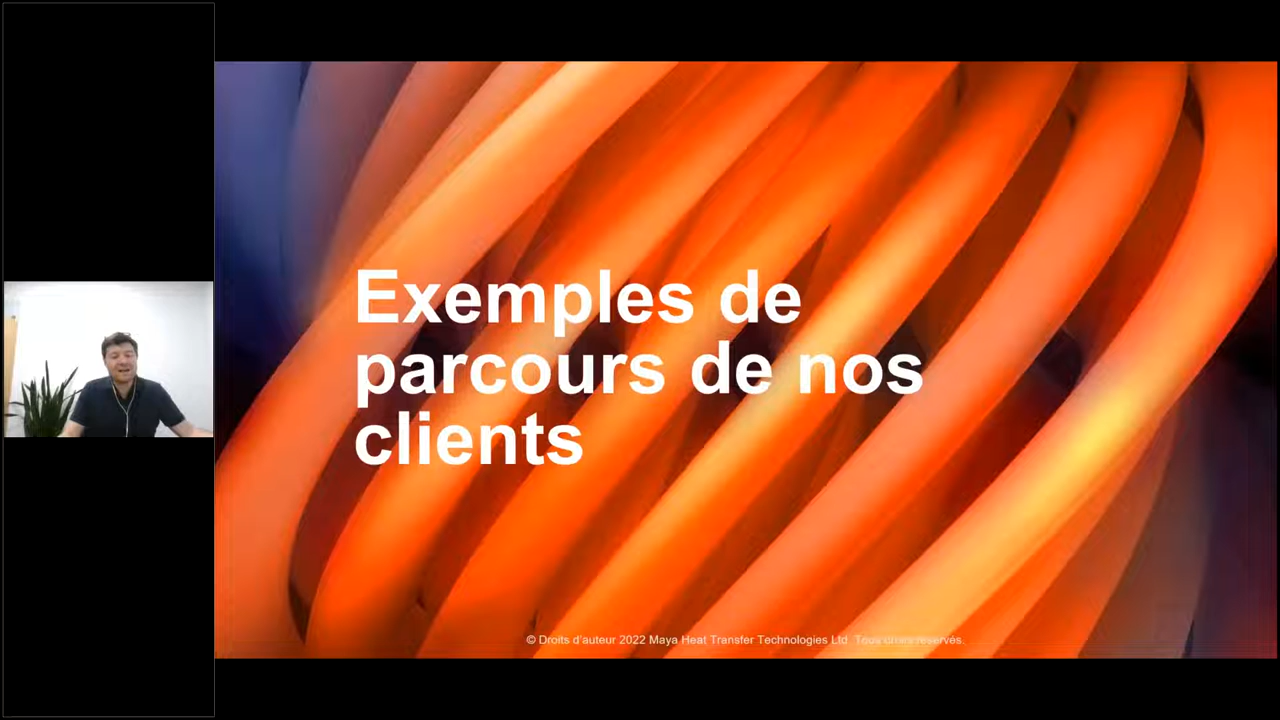 Exemples de
parcours de nos
clients
© Droits d'auteur 2022 Maya Heat Transfer Technologies Ltd. Tous droits réservés.